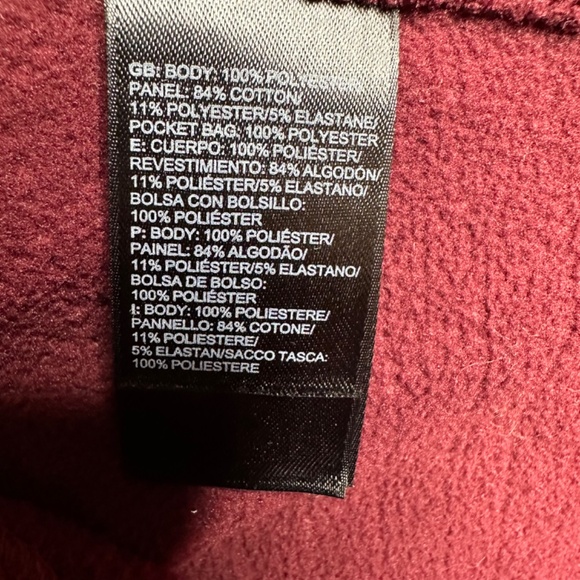 GB: BODY: 100% POLYESTER/
PANEL: 84% COTTON/
11% POLYESTER/5% ELASTANE/
POCKET BAG: 100% POLYESTER
E: CUERPO: 100% POLIÉSTER/
REVESTIMIENTO: 84% ALGODÓN/
11% POLIÉSTER/5% ELASTANO/
BOLSA CON BOLSILLO:
100% POLIÉSTER
P: BODY: 100% POLIÉSTER/
PAINEL: 84% ALGODÃO/
11% POLIÉSTER/5% ELASTANO/
BOLSA DE BOLSO:
100% POLIÉSTER
I: BODY: 100% POLIESTERE/
PANNELLO: 84% COTONE/
11% POLIESTERE/
5% ELASTAN/SACCO TASCA:
100% POLIESTERE